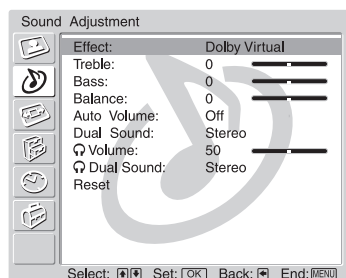 Sound Adjustment
Effect: Dolby Virtual
Treble: 0
Bass: 0
Balance: 0
Auto Volume: Off
Dual Sound: Stereo
Volume: 50
Dual Sound: Stereo
Reset
Select: Set: OK Back: End: MENU